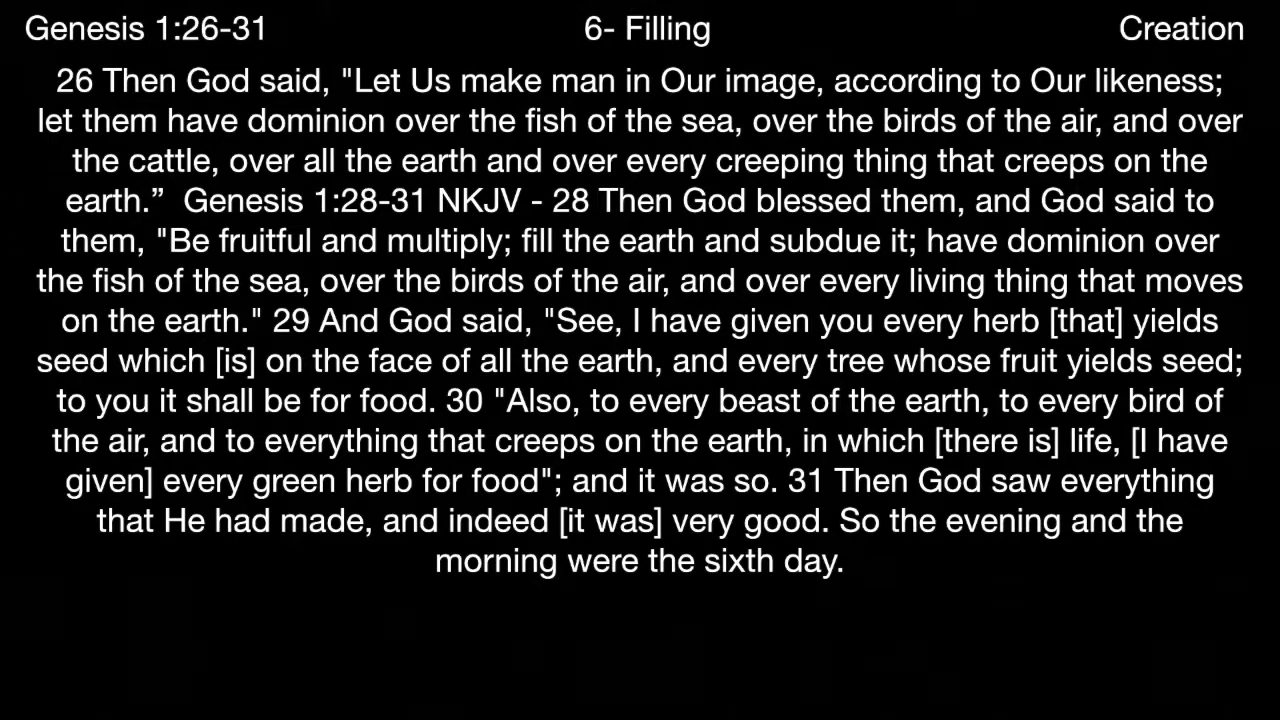 Genesis 1:26-31 6- Filling Creation
26 Then God said, "Let Us make man in Our image, according to Our likeness;
let them have dominion over the fish of the sea, over the birds of the air, and over
the cattle, over all the earth and over every creeping thing that creeps on the
earth.”  Genesis 1:28-31 NKJV - 28 Then God blessed them, and God said to
them, "Be fruitful and multiply; fill the earth and subdue it; have dominion over
the fish of the sea, over the birds of the air, and over every living thing that moves
on the earth." 29 And God said, "See, I have given you every herb [that] yields
seed which [is] on the face of all the earth, and every tree whose fruit yields seed;
to you it shall be for food. 30 "Also, to every beast of the earth, to every bird of
the air, and to everything that creeps on the earth, in which [there is] life, [I have
given] every green herb for food"; and it was so. 31 Then God saw everything
that He had made, and indeed [it was] very good. So the evening and the
morning were the sixth day.